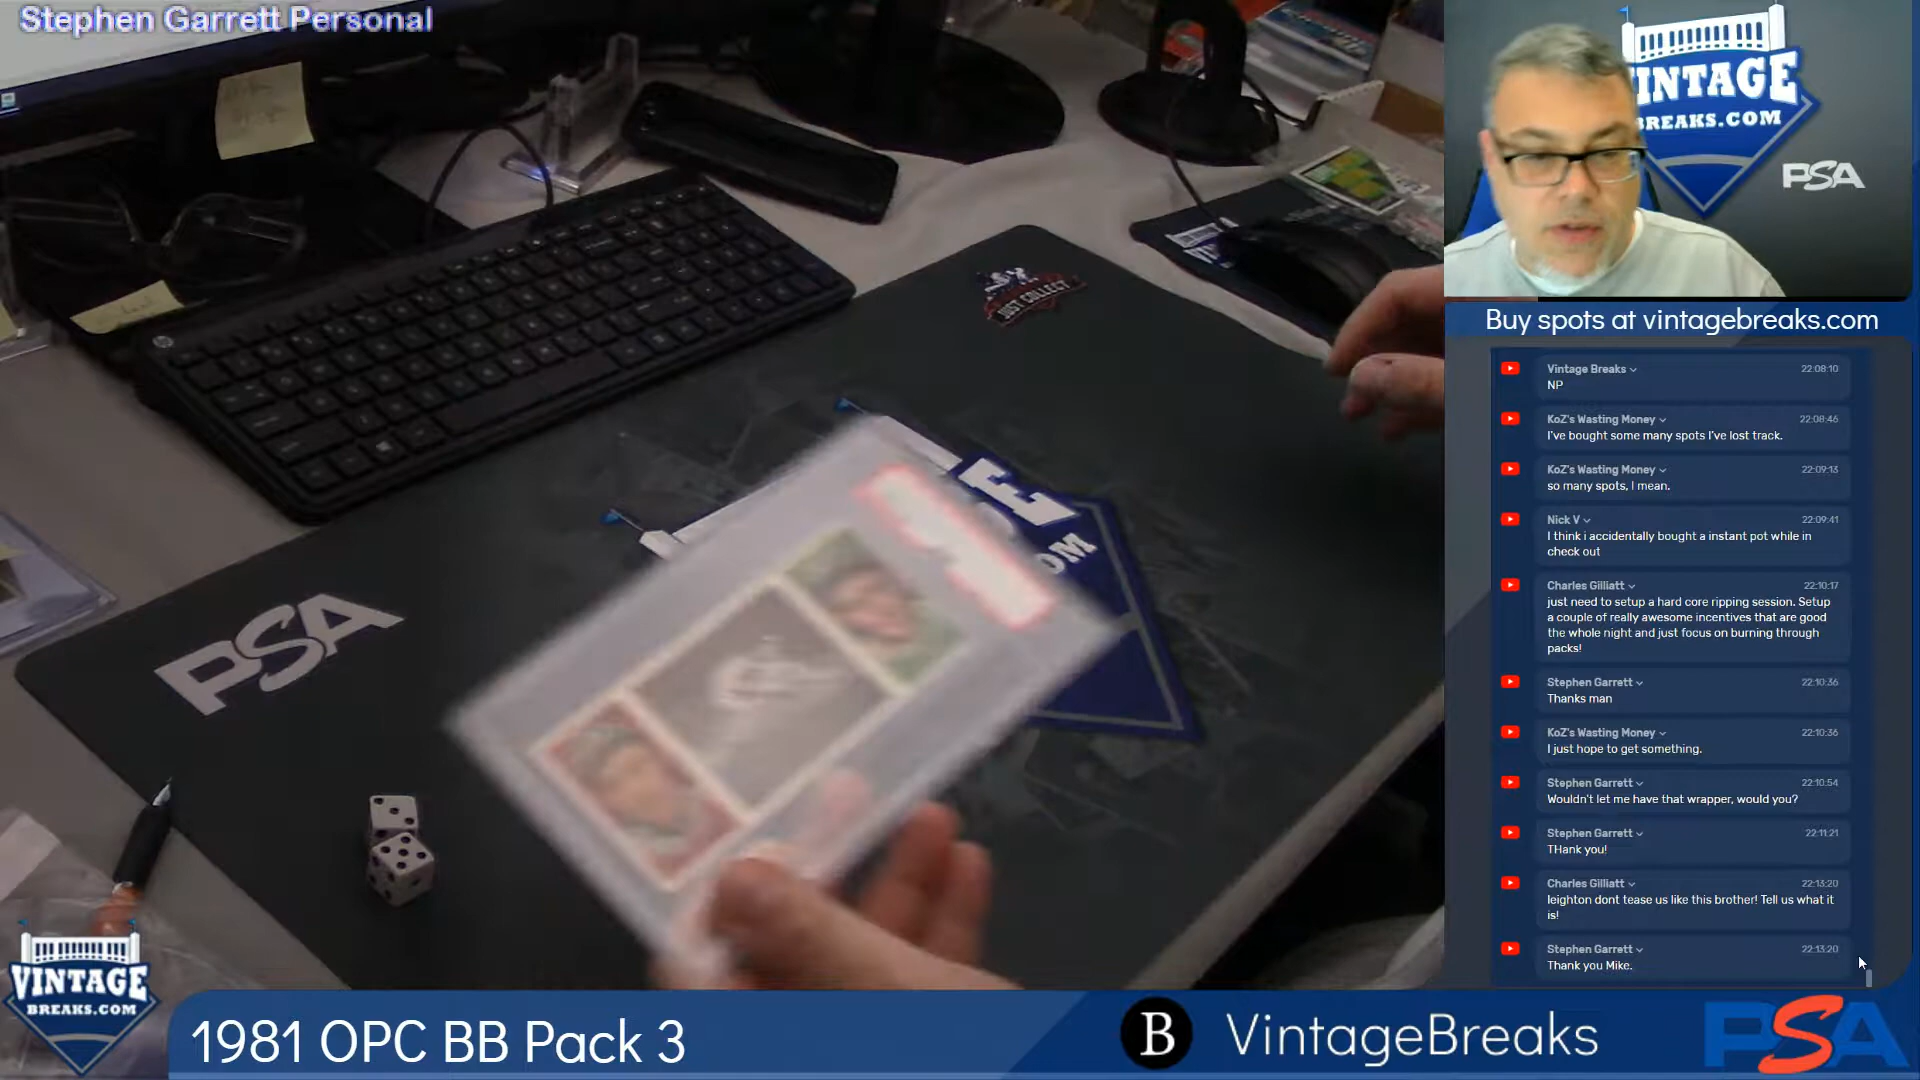 Stephen Garrett Personal
VINTAGE
BREAKS.COM
PSA
Buy spots at vintagebreaks.com
Vintage Breaks 22:08:10
NP
KoZ's Wasting Money 22:08:46
I've bought some many spots I've lost track.
KoZ's Wasting Money 22:09:13
so many spots, I mean.
Nick V 22:09:41
I think i accidentally bought a instant pot while in
check out
Charles Gilliatt 22:10:17
just need to setup a hard core ripping session. Setup
a couple of really awesome incentives that are good
the whole night and just focus on burning through
packs!
Stephen Garrett 22:10:36
Thanks man
KoZ's Wasting Money 22:10:36
I just hope to get something.
Stephen Garrett 22:10:54
Wouldn't let me have that wrapper, would you?
Stephen Garrett 22:11:21
THank you!
Charles Gilliatt 22:13:20
leighton dont tease us like this brother! Tell us what it
is!
Stephen Garrett 22:13:20
Thank you Mike.
JUST COLLECT
E
OM
PSA
VINTAGE
BREAKS.COM
1981 OPC BB Pack 3
B VintageBreaks
PSA